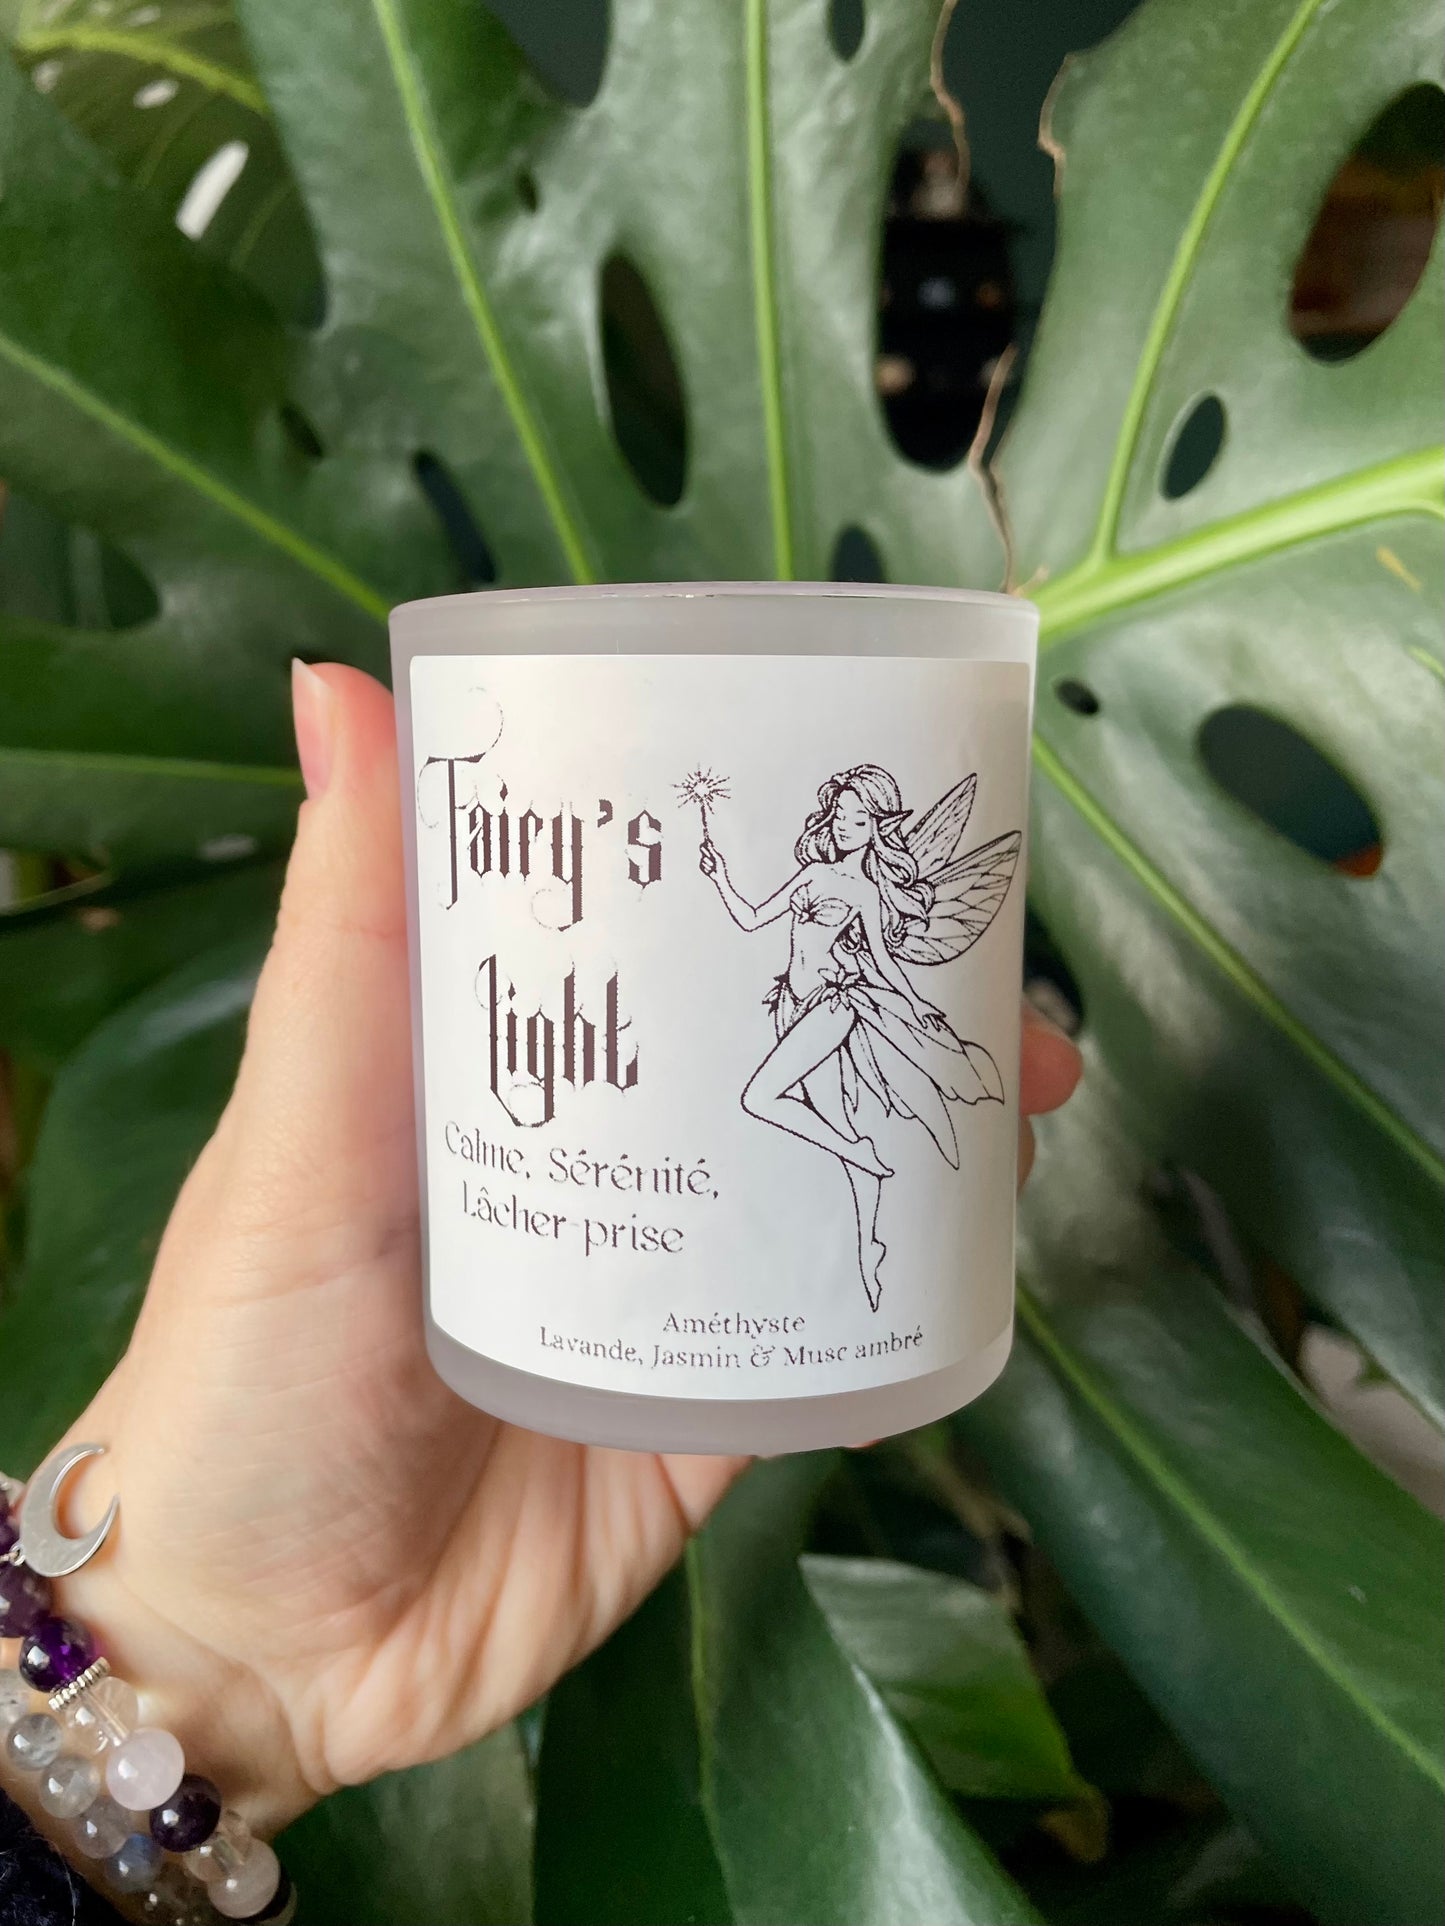 Fairy's
Light
Calme, Sérénité,
Lâcher-prise
Améthyste
Lavande, Jasmin & Musc ambré